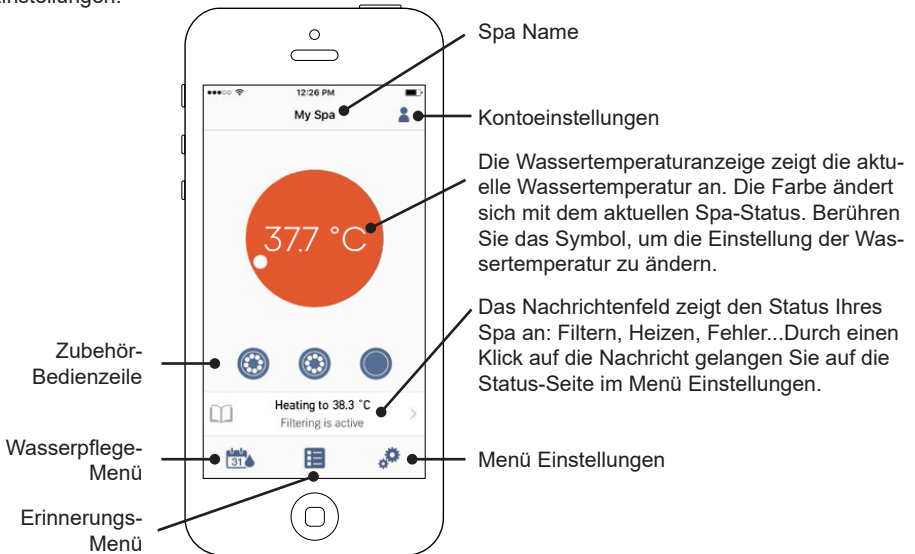 Spa Name
12:26 PM
My Spa
Kontoeinstellungen
Die Wassertemperaturanzeige zeigt die aktu-
elle Wassertemperatur an. Die Farbe ändert
sich mit dem aktuellen Spa-Status. Berühren
Sie das Symbol, um die Einstellung der Was-
sertemperatur zu ändern.
37.7 °C
Das Nachrichtenfeld zeigt den Status Ihres
Spa an: Filtern, Heizen, Fehler...Durch einen
Klick auf die Nachricht gelangen Sie auf die
Status-Seite im Menü Einstellungen.
Zubehör-
Bedienzeile
Heating to 38.3 °C
Filtering is active
Wasserpflege-
Menü
31
Menü Einstellungen
Erinnerungs-
Menü